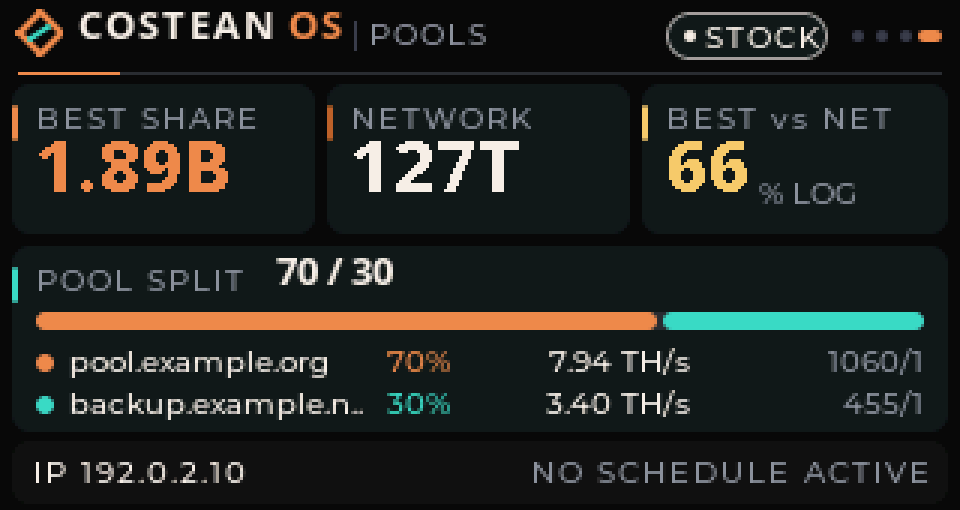 COSTEAN OS | POOLS
STOCK
BEST SHARE
1.89B
NETWORK
127T
BEST vs NET
66 % LOG
POOL SPLIT 70 / 30
pool.example.org 70% 7.94 TH/s 1060/1
backup.example.n.. 30% 3.40 TH/s 455/1
IP 192.0.2.10
NO SCHEDULE ACTIVE